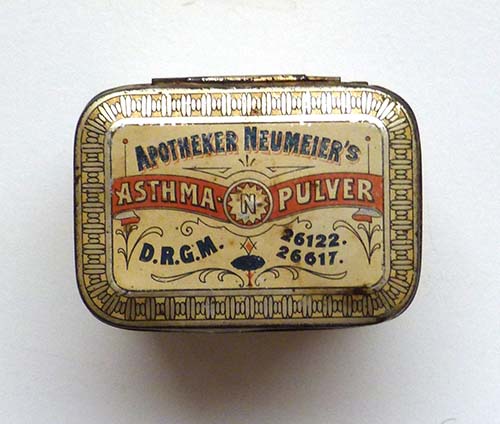 APOTHEKER NEUMEIER'S
ASTHMA- N PULVER
D.R.G.M. 26122.
26617.